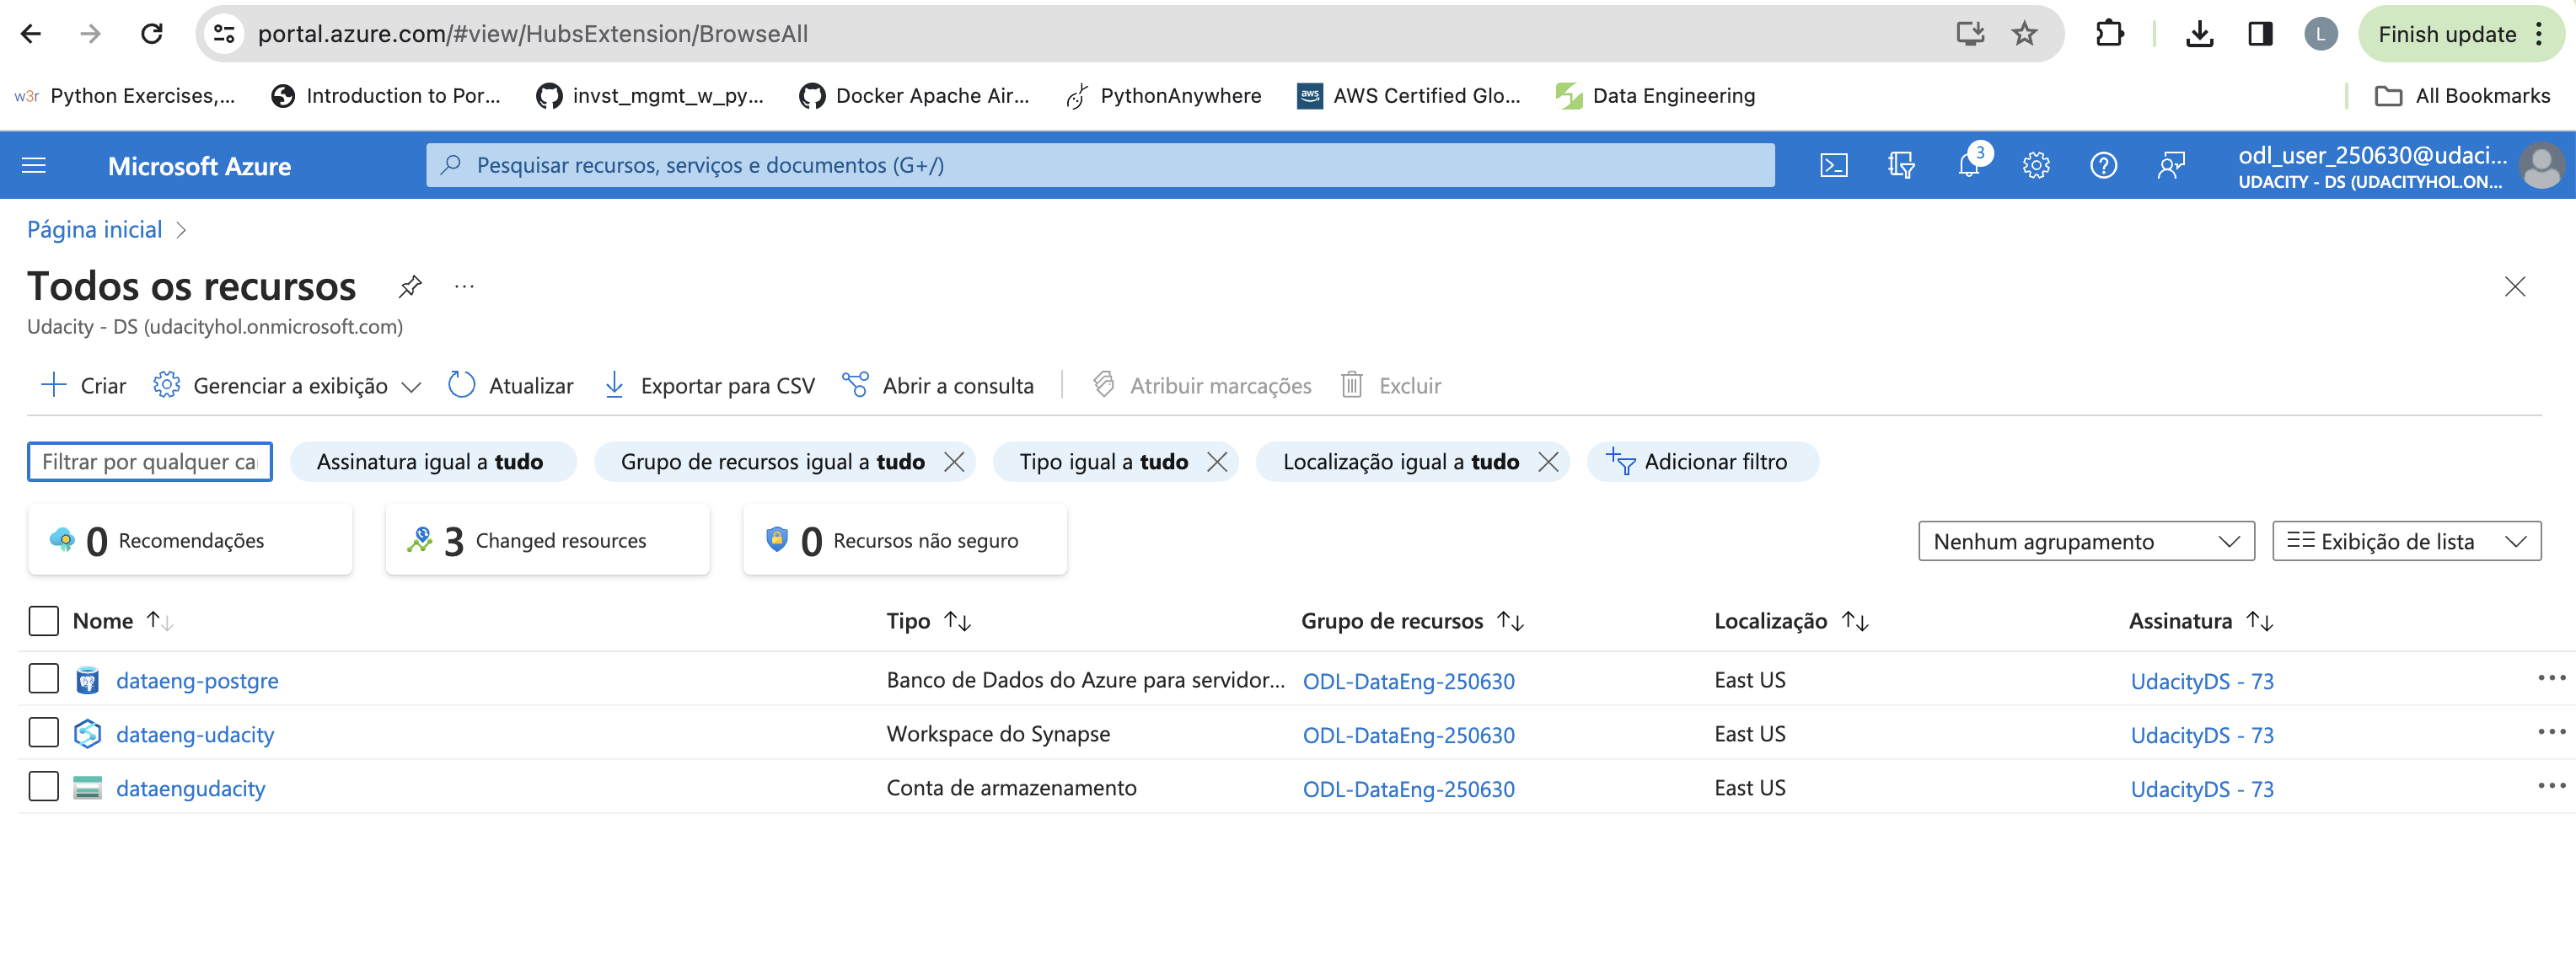 portal.azure.com/#view/HubsExtension/BrowseAll
Finish update
L
w3r Python Exercises,...
Introduction to Por...
invst_mgmt_w_py...
Docker Apache Air...
PythonAnywhere
aws AWS Certified Glo...
Data Engineering
All Bookmarks
Microsoft Azure
Pesquisar recursos, serviços e documentos (G+/)
3
odl_user_250630@udaci...
UDACITY - DS (UDACITYHOL.ON...
Página inicial
Todos os recursos
...
Udacity - DS (udacityhol.onmicrosoft.com)
Criar
Gerenciar a exibição
Atualizar
Exportar para CSV
Abrir a consulta
Atribuir marcações
Excluir
Filtrar por qualquer ca
Assinatura igual a tudo
Grupo de recursos igual a tudo
Tipo igual a tudo
Localização igual a tudo
Adicionar filtro
0 Recomendações
3 Changed resources
0 Recursos não seguro
Nenhum agrupamento
Exibição de lista
Nome Tipo Grupo de recursos Localização Assinatura
dataeng-postgre Banco de Dados do Azure para servidor... ODL-DataEng-250630 East US UdacityDS - 73 ...
dataeng-udacity Workspace do Synapse ODL-DataEng-250630 East US UdacityDS - 73 ...
dataengudacity Conta de armazenamento ODL-DataEng-250630 East US UdacityDS - 73 ...